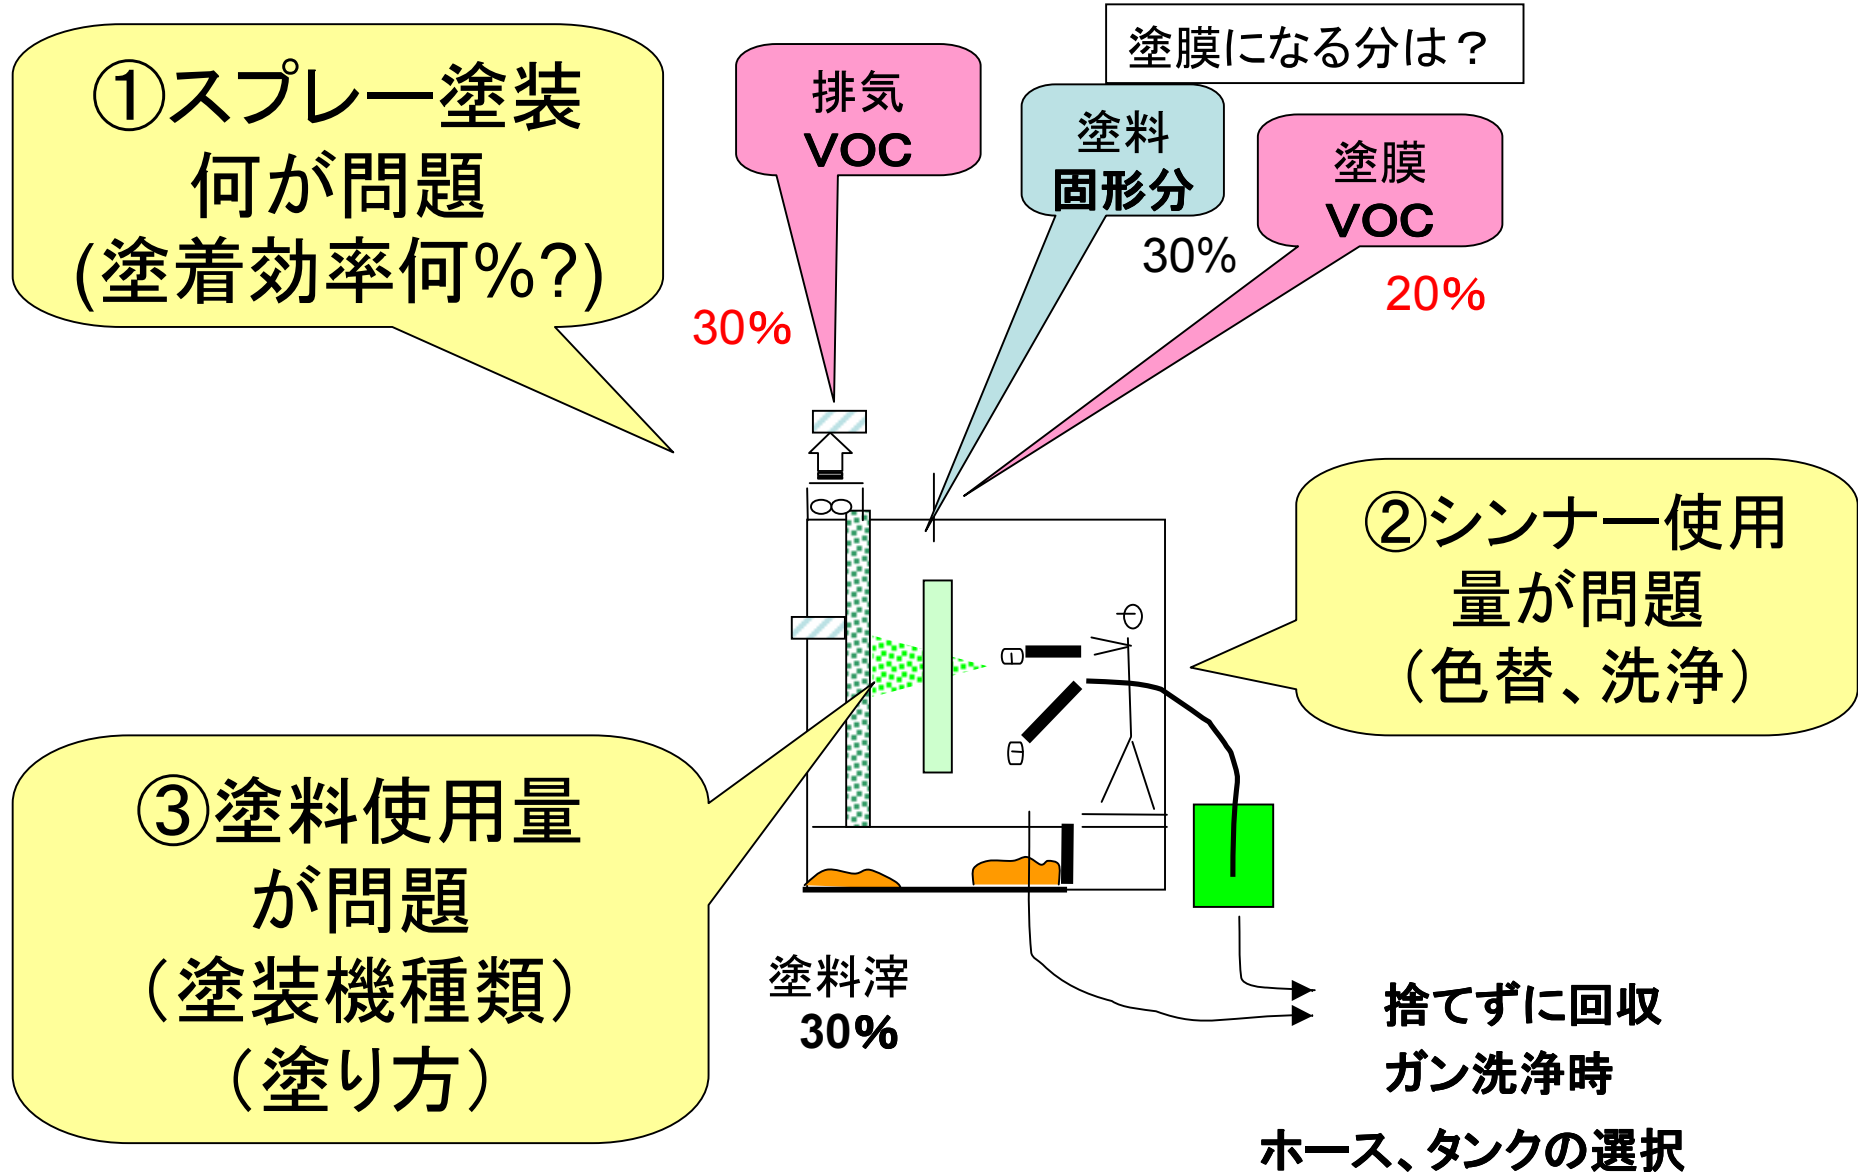 ①スプレー塗装
何が問題
(塗着効率何%?)
排気
VOC
30%
塗膜になる分は？
塗料
固形分
30%
塗膜
VOC
20%
②シンナー使用
量が問題
（色替、洗浄）
③塗料使用量
が問題
（塗装機種類）
（塗り方）
塗料滓
30%
捨てずに回収
ガン洗浄時
ホース、タンクの選択